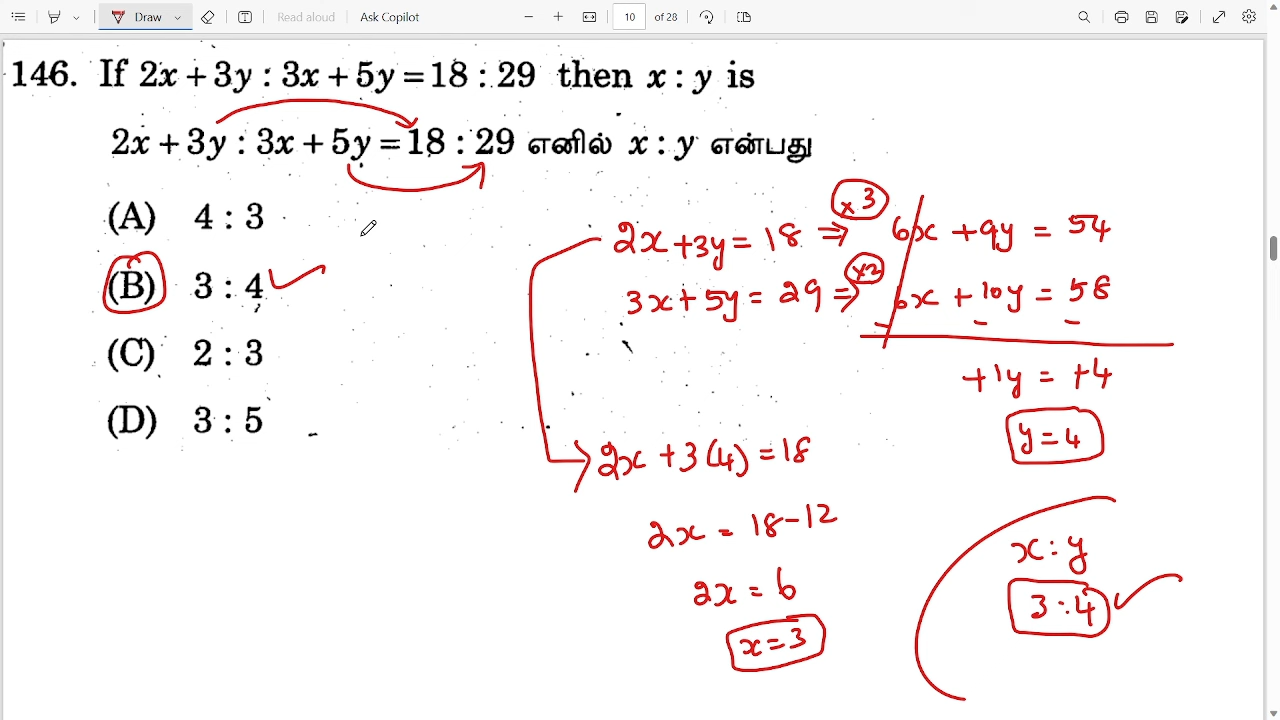 Draw
Read aloud
Ask Copilot
10 of 28
146. If 2x + 3y : 3x + 5y = 18 : 29 then x : y is
2x + 3y : 3x + 5y = 18 : 29 எனில் x : y என்பது
(A) 4 : 3
(B) 3 : 4
(C) 2 : 3
(D) 3 : 5
2x + 3y = 18 ⇒ ×3 6x + 9y = 54
3x + 5y = 29 ⇒ ×2 6x + 10y = 58
- - -
+1y = +4
y = 4
2x + 3(4) = 18
2x = 18 - 12
2x = 6
x = 3
x : y
3 : 4